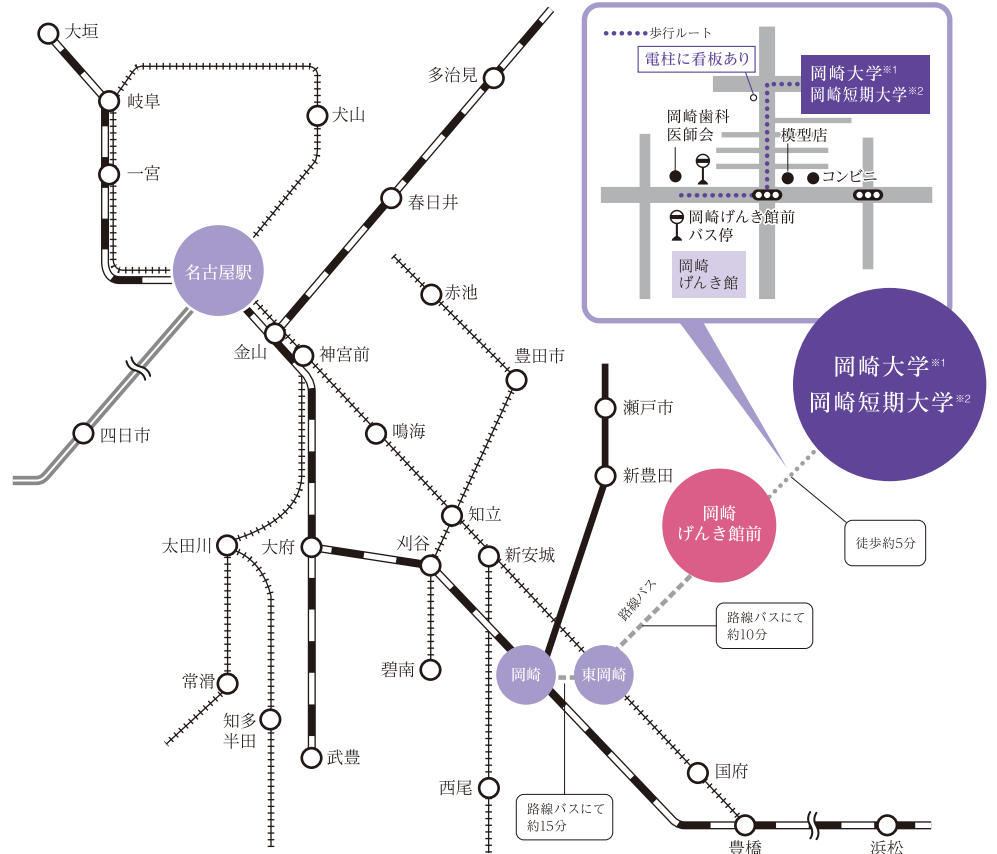 大垣
岐阜
一宮
犬山
多治見
春日井
名古屋駅
金山
神宮前
四日市
赤池
豊田市
鳴海
知立
太田川
大府
刈谷
新安城
瀬戸市
新豊田
常滑
知多
半田
武豊
碧南
西尾
岡崎
東岡崎
国府
豊橋
浜松
路線バスにて
約15分
路線バス
路線バスにて
約10分
岡崎
げんき館前
徒歩約5分
岡崎大学※1
岡崎短期大学※2
歩行ルート
電柱に看板あり
岡崎大学※1
岡崎短期大学※2
岡崎歯科
医師会
模型店
コンビニ
岡崎げんき館前
バス停
岡崎
げんき館